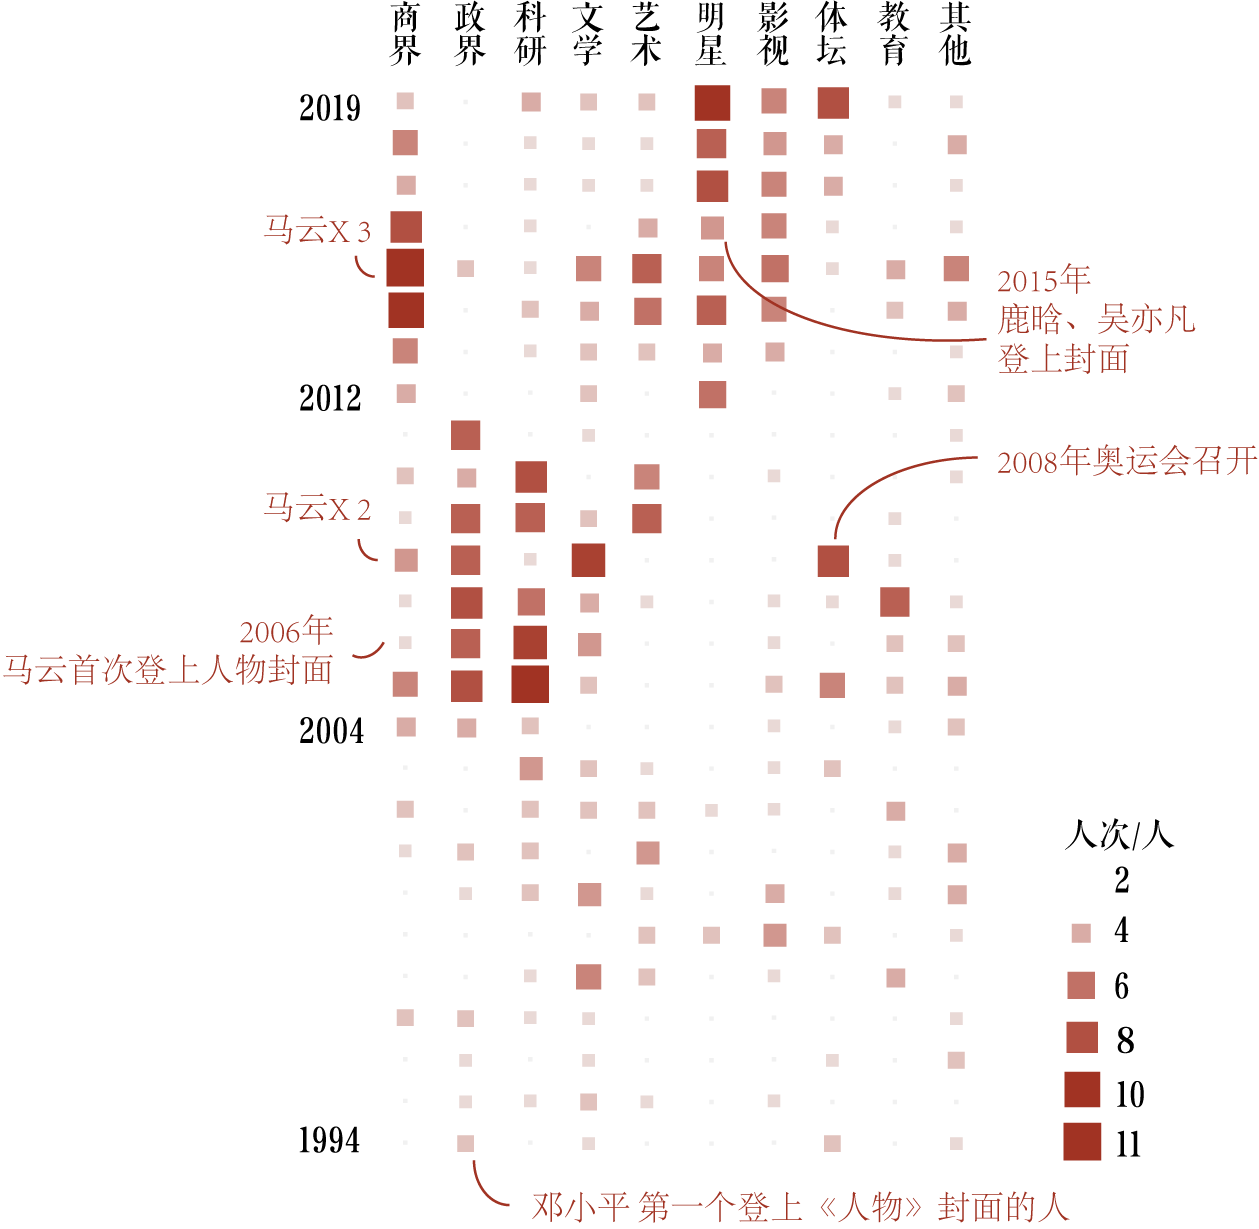 商界 政界 科研 文学 艺术 明星 影视 体坛 教育 其他
2019
马云X 3
2015年
鹿晗、吴亦凡
登上封面
2012
2008年奥运会召开
马云X 2
2006年
马云首次登上人物封面
2004
人次/人
2
4
6
8
10
11
1994
邓小平 第一个登上《人物》封面的人